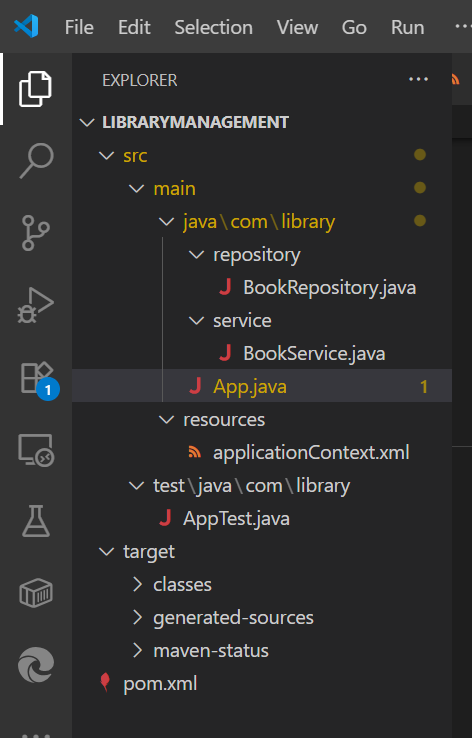 File Edit Selection View Go Run ...
EXPLORER ...
LIBRARYMANAGEMENT
src
main
java\com\library
repository
BookRepository.java
service
BookService.java
App.java 1
resources
applicationContext.xml
1
test\java\com\library
AppTest.java
target
classes
generated-sources
maven-status
pom.xml